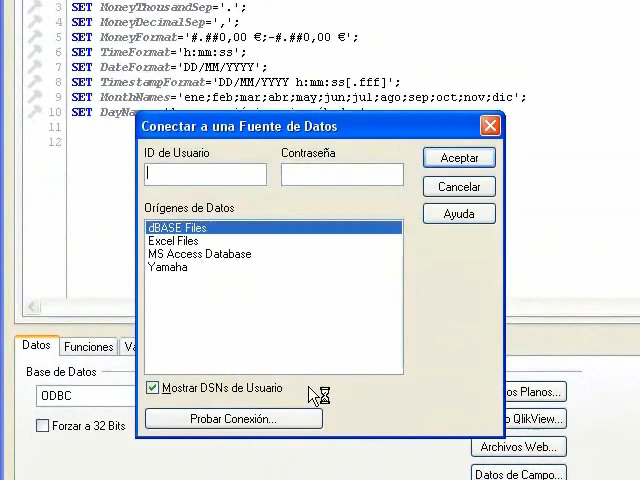 3 SET MoneyThousandSep='.';
4 SET MoneyDecimalSep=',';
5 SET MoneyFormat='#.##0,00 €;-#.##0,00 €';
6 SET TimeFormat='h:mm:ss';
7 SET DateFormat='DD/MM/YYYY';
8 SET TimestampFormat='DD/MM/YYYY h:mm:ss[.fff]';
9 SET MonthNames='ene;feb;mar;abr;may;jun;jul;ago;sep;oct;nov;dic';
10 SET DayNa
11
12
Conectar a una Fuente de Datos
ID de Usuario
Contraseña
Aceptar
Cancelar
Ayuda
Orígenes de Datos
dBASE Files
Excel Files
MS Access Database
Yamaha
Mostrar DSNs de Usuario
Probar Conexión...
Datos
Funciones
Va
Base de Datos
ODBC
Forzar a 32 Bits
os Planos...
o QlikView...
Archivos Web...
Datos de Campo...